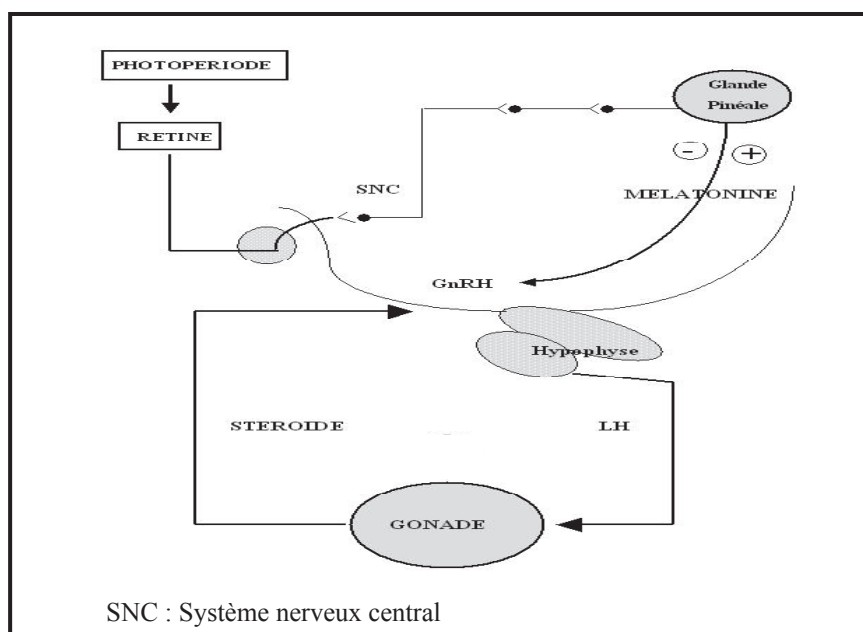 PHOTOPERIODE
RETINE
Glande
Pinéale
- +
SNC
MELATONINE
GnRH
Hypophyse
STEROIDE
LH
GONADE
SNC : Système nerveux central